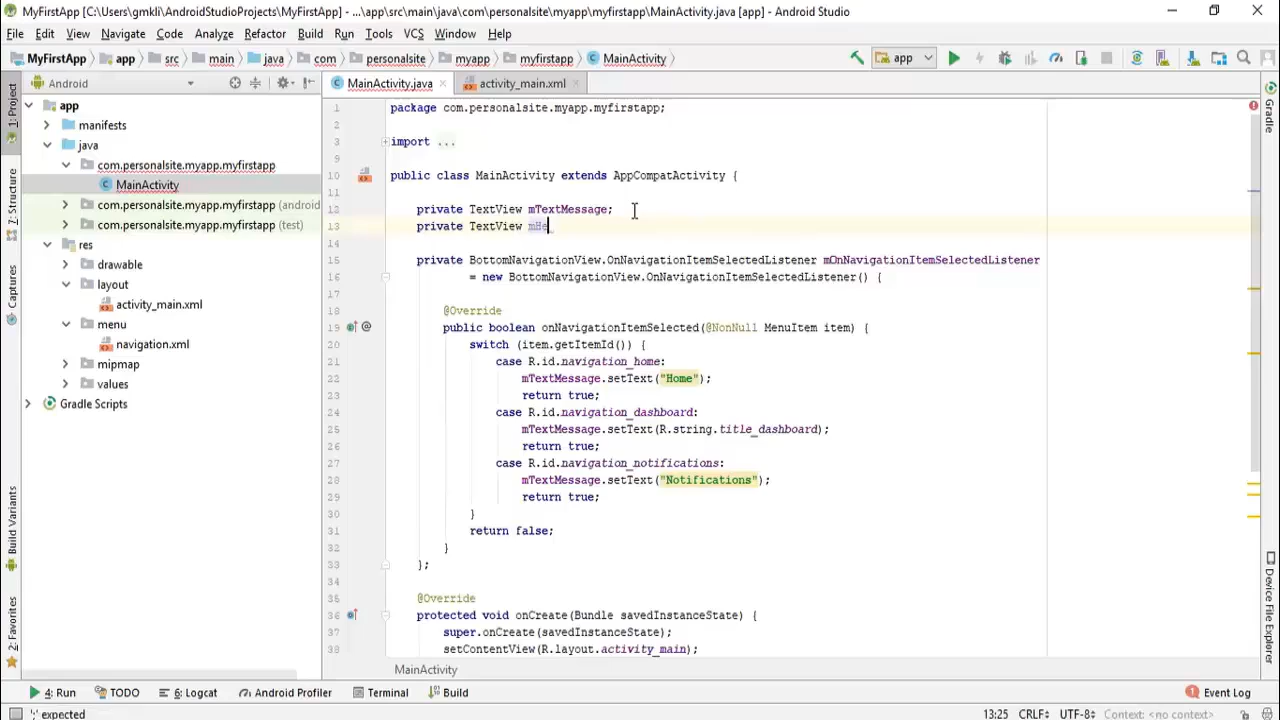 MyFirstApp [C:\Users\gmkli\AndroidStudioProjects\MyFirstApp] - ...\app\src\main\java\com\personalsite\myapp\myfirstapp\MainActivity.java [app] - Android Studio
File Edit View Navigate Code Analyze Refactor Build Run Tools VCS Window Help
MyFirstApp app src main java com personalsite myapp myfirstapp MainActivity app
Android MainActivity.java activity_main.xml
1: Project
7: Structure
Captures
Build Variants
2: Favorites
app
manifests
java
com.personalsite.myapp.myfirstapp
MainActivity
com.personalsite.myapp.myfirstapp (android
com.personalsite.myapp.myfirstapp (test)
res
drawable
layout
activity_main.xml
menu
navigation.xml
mipmap
values
Gradle Scripts
1 package com.personalsite.myapp.myfirstapp;
2
3 import ...
9
10 public class MainActivity extends AppCompatActivity {
11
12 private TextView mTextMessage;
13 private TextView mHe
14
15 private BottomNavigationView.OnNavigationItemSelectedListener mOnNavigationItemSelectedListener
16 = new BottomNavigationView.OnNavigationItemSelectedListener() {
17
18 @Override
19 public boolean onNavigationItemSelected(@NonNull MenuItem item) {
20 switch (item.getItemId()) {
21 case R.id.navigation_home:
22 mTextMessage.setText("Home");
23 return true;
24 case R.id.navigation_dashboard:
25 mTextMessage.setText(R.string.title_dashboard);
26 return true;
27 case R.id.navigation_notifications:
28 mTextMessage.setText("Notifications");
29 return true;
30 }
31 return false;
32 }
33 };
34
35 @Override
36 protected void onCreate(Bundle savedInstanceState) {
37 super.onCreate(savedInstanceState);
38 setContentView(R.layout.activity_main);
MainActivity
Gradle
Device File Explorer
4: Run TODO 6: Logcat Android Profiler Terminal Build 1 Event Log
';' expected 13:25 CRLF UTF-8 Context: <no context>